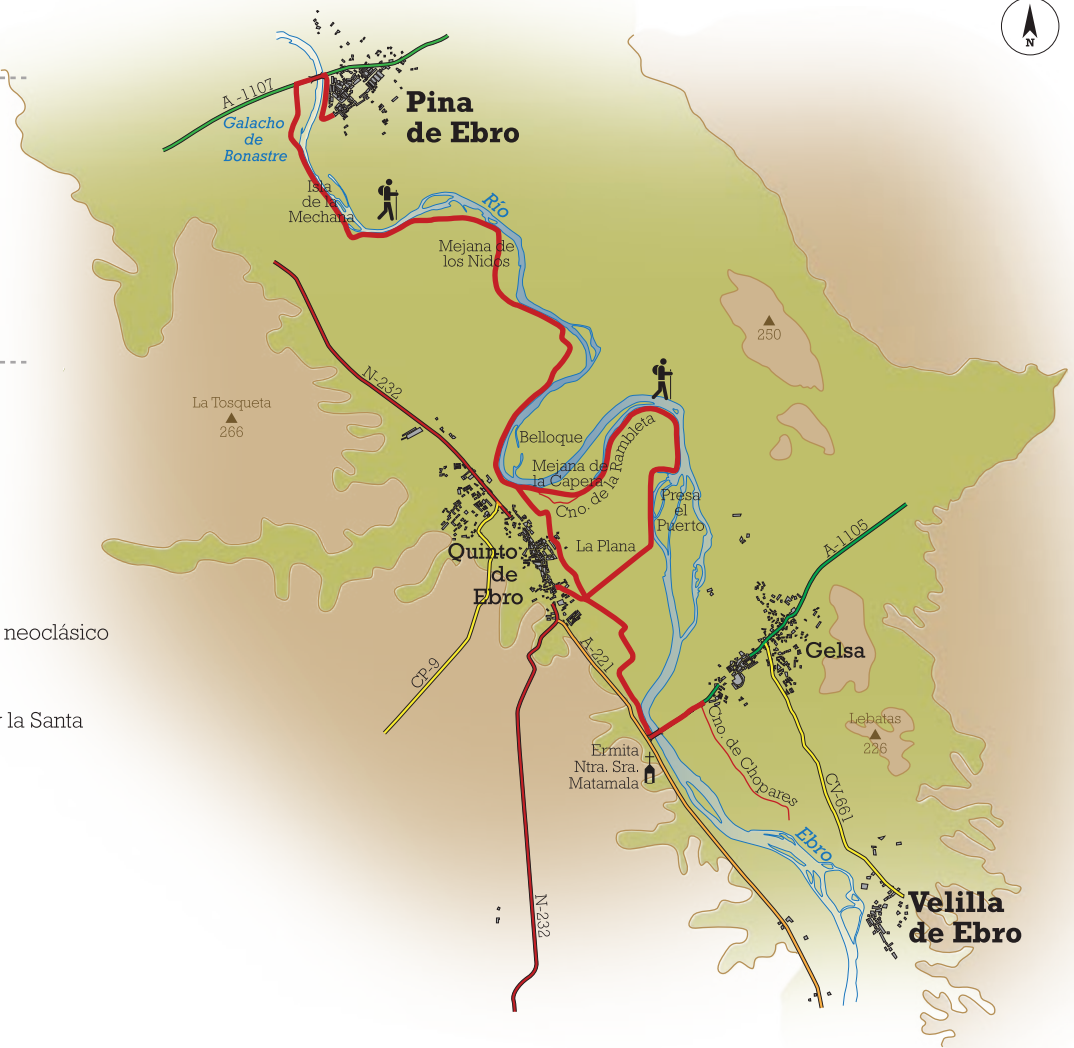 N
A-1107
Pina
de Ebro
Galacho
de
Bonastre
Isla
de la
Mechana
Río
Mejana de
los Nidos
250
N-232
La Tosqueta
266
Belloque
Mejana de
la Capera
Cno. de la Rambleta
Presa
el
Puerto
La Plana
A-1105
Quinto
de
Ebro
neoclásico
Gelsa
A-221
CP-9
la Santa
Lebatas
226
Cno. de Chopares
Ermita
Ntra. Sra.
Matamala
CV-661
Ebro
N-232
Velilla
de Ebro